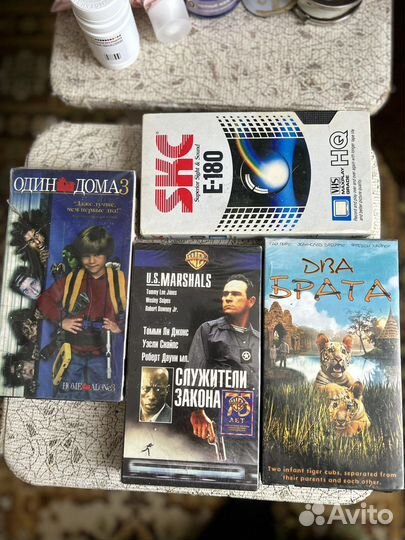 SKC
Superior Sight & Sound
E-180
VHS
HQ
ОДИН ДОМА 3
"Даже лучше,
чем первые два!"
HOME ALONE 3
U.S. MARSHALS
Tommy Lee Jones
Wesley Snipes
Robert Downey Jr.
Томми Ли Джонс
Уэсли Снайпс
Роберт Дауни мл.
СЛУЖИТЕЛИ
ЗАКОНА
75
ЛЕТ
ДВА
БРАТА
Two infant tiger cubs, separated from
their parents and each other.
Avito